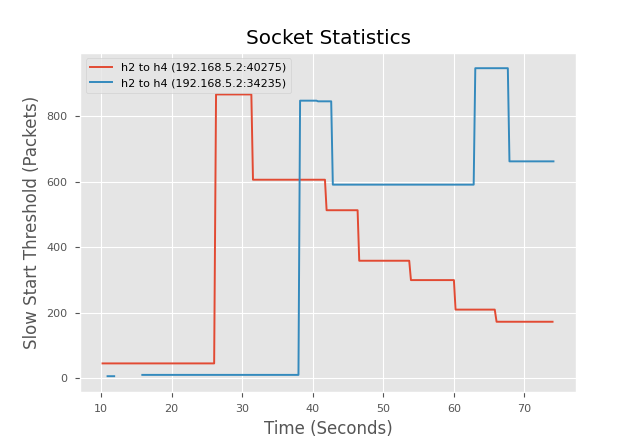 Socket Statistics
h2 to h4 (192.168.5.2:40275)
h2 to h4 (192.168.5.2:34235)
Slow Start Threshold (Packets)
800
600
400
200
0
10 20 30 40 50 60 70
Time (Seconds)